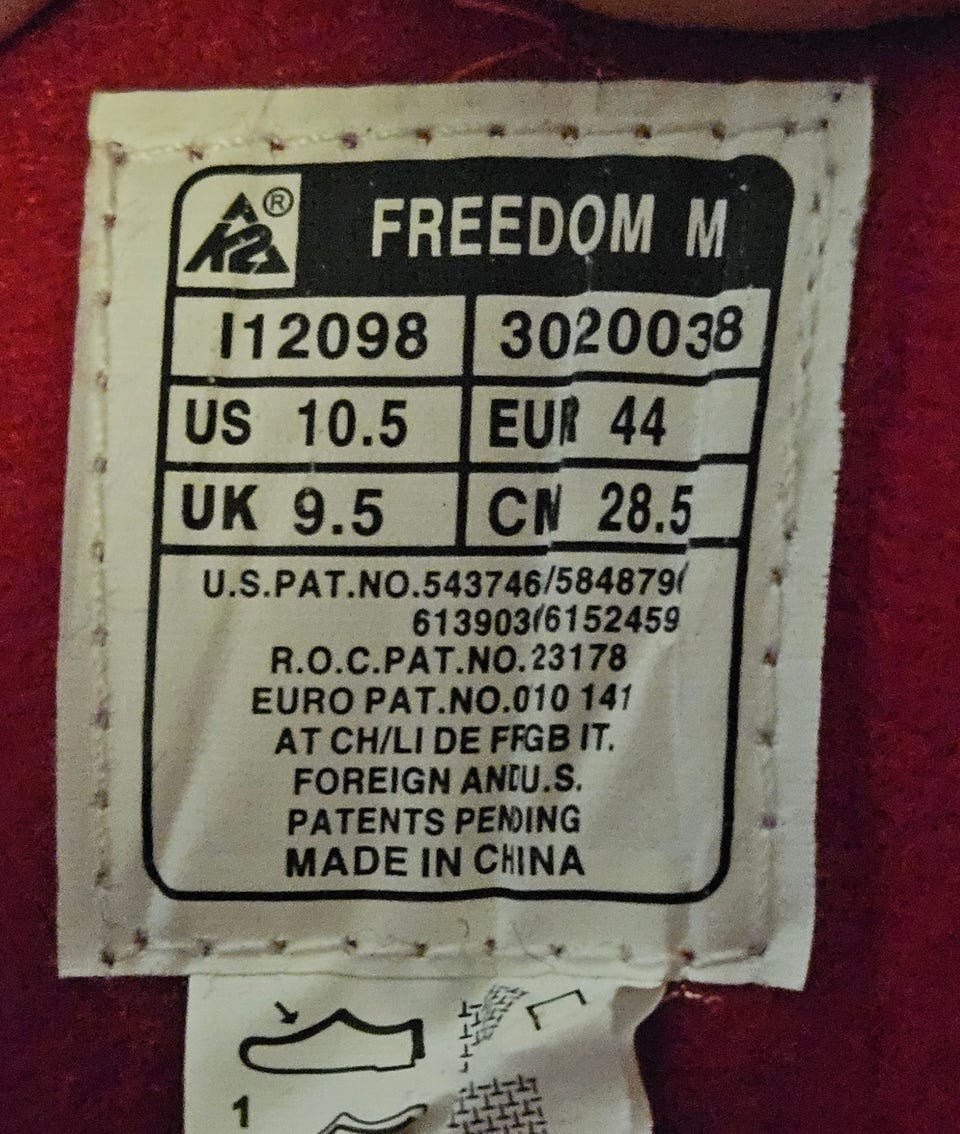 K2® FREEDOM M
I12098 3020038
US 10.5 EUR 44
UK 9.5 CN 28.5
U.S.PAT.NO.543746/584879/
613903/6152459
R.O.C.PAT.NO.23178
EURO PAT.NO.010 141
AT CH/LI DE FR GB IT.
FOREIGN AND U.S.
PATENTS PENDING
MADE IN CHINA
1